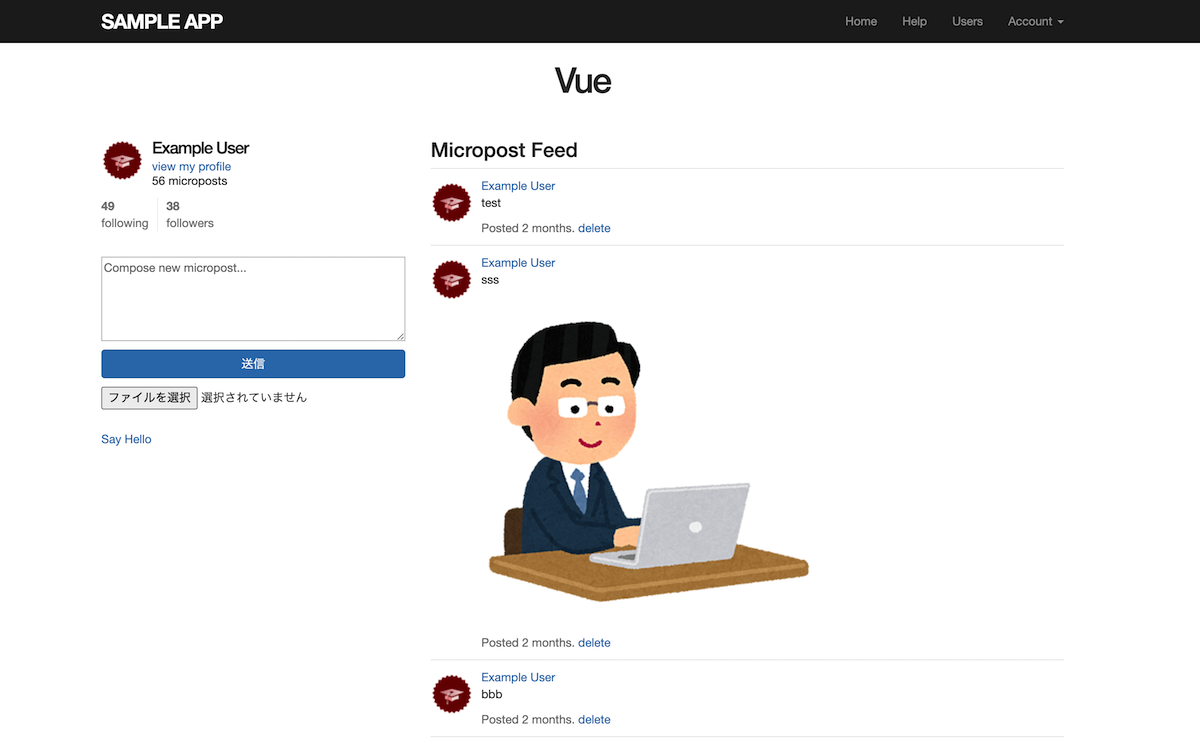 SAMPLE APP
Home Help Users Account
Vue
Example User
view my profile
56 microposts
49 following
38 followers
Compose new micropost...
送信
ファイルを選択 選択されていません
Say Hello
Micropost Feed
Example User
test
Posted 2 months. delete
Example User
sss
Posted 2 months. delete
Example User
bbb
Posted 2 months. delete